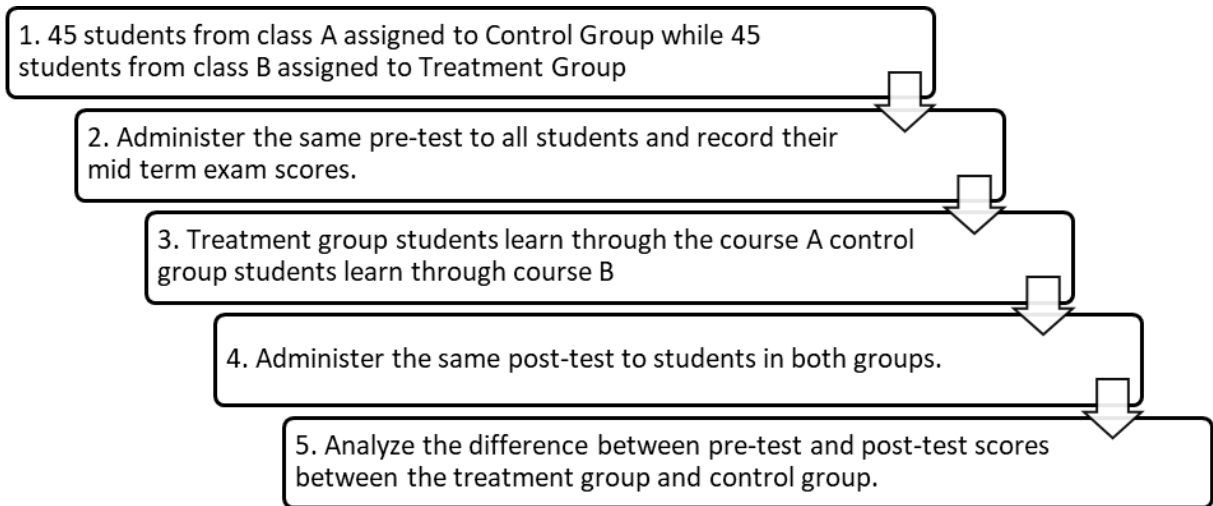 1. 45 students from class A assigned to Control Group while 45
students from class B assigned to Treatment Group
2. Administer the same pre-test to all students and record their
mid term exam scores.
3. Treatment group students learn through the course A control
group students learn through course B
4. Administer the same post-test to students in both groups.
5. Analyze the difference between pre-test and post-test scores
between the treatment group and control group.